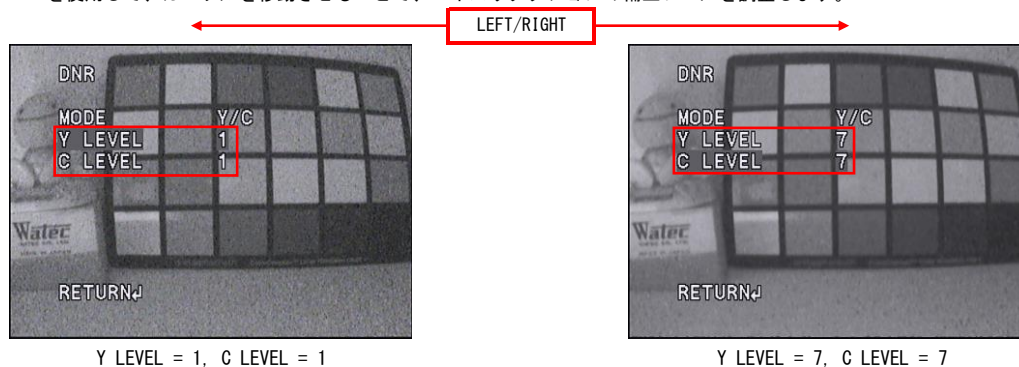 LEFT/RIGHT
DNR
MODE Y/C
Y LEVEL 1
C LEVEL 1
Watec
RETURN↲
Y LEVEL = 1, C LEVEL = 1
DNR
MODE Y/C
Y LEVEL 7
C LEVEL 7
Watec
RETURN↲
Y LEVEL = 7, C LEVEL = 7